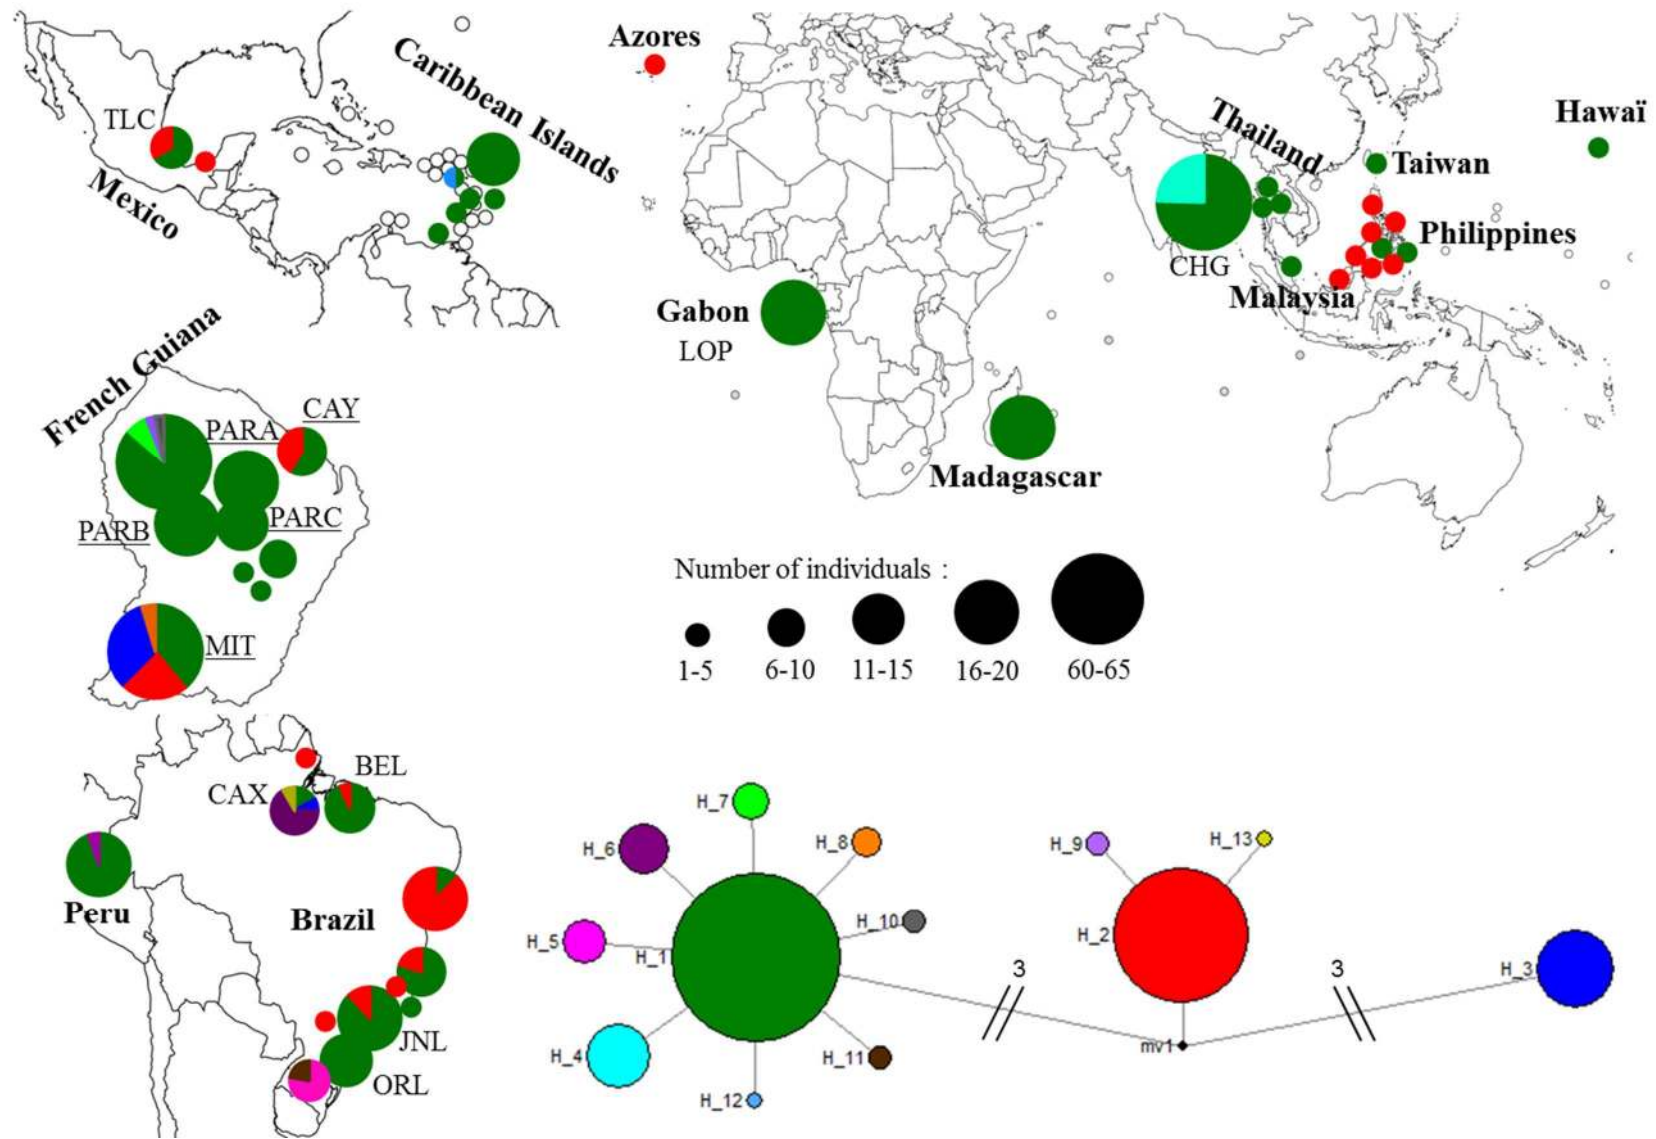 Azores
Caribbean Islands
TLC
Mexico
Thailand
Hawaï
Taiwan
Philippines
CHG
Malaysia
Gabon
LOP
Madagascar
French Guiana
CAY
PARA
PARB
PARC
MIT
Number of individuals :
1-5 6-10 11-15 16-20 60-65
CAX
BEL
Peru
Brazil
JNL
ORL
H_7
H_6
H_8
H_9
H_13
H_10
H_5
H_1
H_2
3
3
H_3
H_4
H_11
mv1
H_12